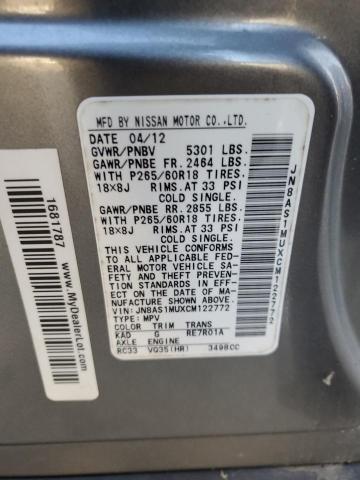 MFD BY NISSAN MOTOR CO.,LTD.
DATE 04/12
GVWR/PNBV 5301 LBS.
GAWR/PNBE FR. 2464 LBS.
WITH P265/60R18 TIRES,
18×8J RIMS.AT 33 PSI
COLD SINGLE.
GAWR/PNBE RR. 2855 LBS.
WITH P265/60R18 TIRES,
18×8J RIMS.AT 33 PSI
COLD SINGLE.
THIS VEHICLE CONFORMS
TO ALL APPLICABLE FED-
ERAL MOTOR VEHICLE SA-
FETY AND THEFT PREVENTION
STANDARDS IN EFFECT
ON THE DATE OF MA-
NUFACTURE SHOWN ABOVE.
VIN:JN8AS1MUXCM122772
TYPE:MPV
COLOR TRIM TRANS
KAD G RE7R01A
AXLE ENGINE
RC33 VQ35(HR) 3498CC
JN8AS1MUXCM122772
1681787
www.MyDealerLot.com